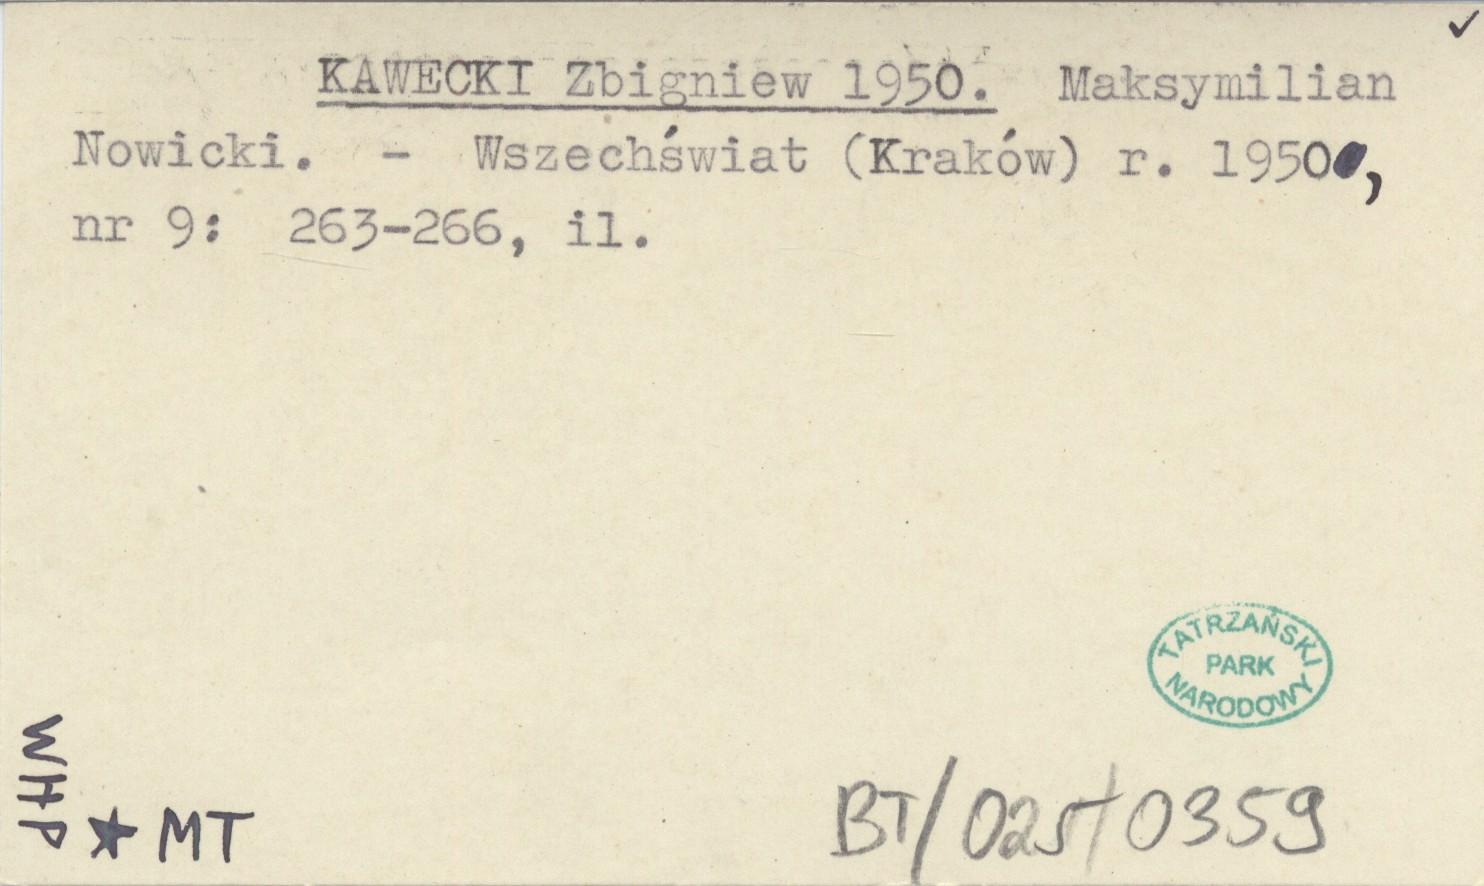 ✓
KAWECKI Zbigniew 1950. Maksymilian
Nowicki. - Wszechświat (Kraków) r. 1950,
nr 9: 263-266, il.
TATRZAŃSKI
PARK
NARODOWY
WHP
★ MT
BT/025/0359